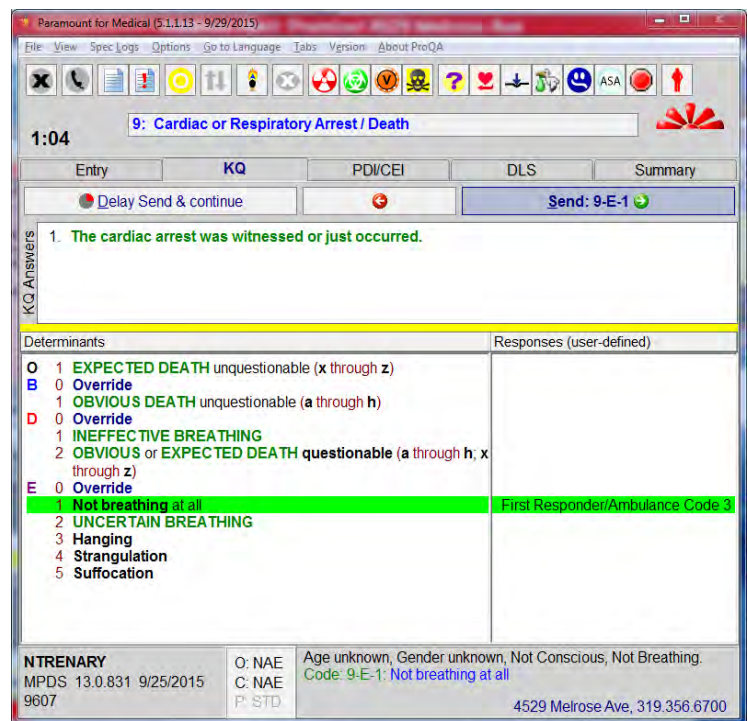 Paramount for Medical (5.1.1.13 - 9/29/2015)
File View Spec Logs Options Go to Language Tabs Version About ProQA
ASA
1:04
9: Cardiac or Respiratory Arrest / Death
Entry KQ PDI/CEI DLS Summary
Delay Send & continue Send: 9-E-1
KQ Answers
1. The cardiac arrest was witnessed or just occurred.
Determinants Responses (user-defined)
O 1 EXPECTED DEATH unquestionable (x through z)
B 0 Override
1 OBVIOUS DEATH unquestionable (a through h)
D 0 Override
1 INEFFECTIVE BREATHING
2 OBVIOUS or EXPECTED DEATH questionable (a through h; x
through z)
E 0 Override
1 Not breathing at all First Responder/Ambulance Code 3
2 UNCERTAIN BREATHING
3 Hanging
4 Strangulation
5 Suffocation
NTRENARY O: NAE Age unknown, Gender unknown, Not Conscious, Not Breathing.
MPDS 13.0.831 9/25/2015 C: NAE Code: 9-E-1: Not breathing at all
9607 P: STD 4529 Melrose Ave, 319.356.6700